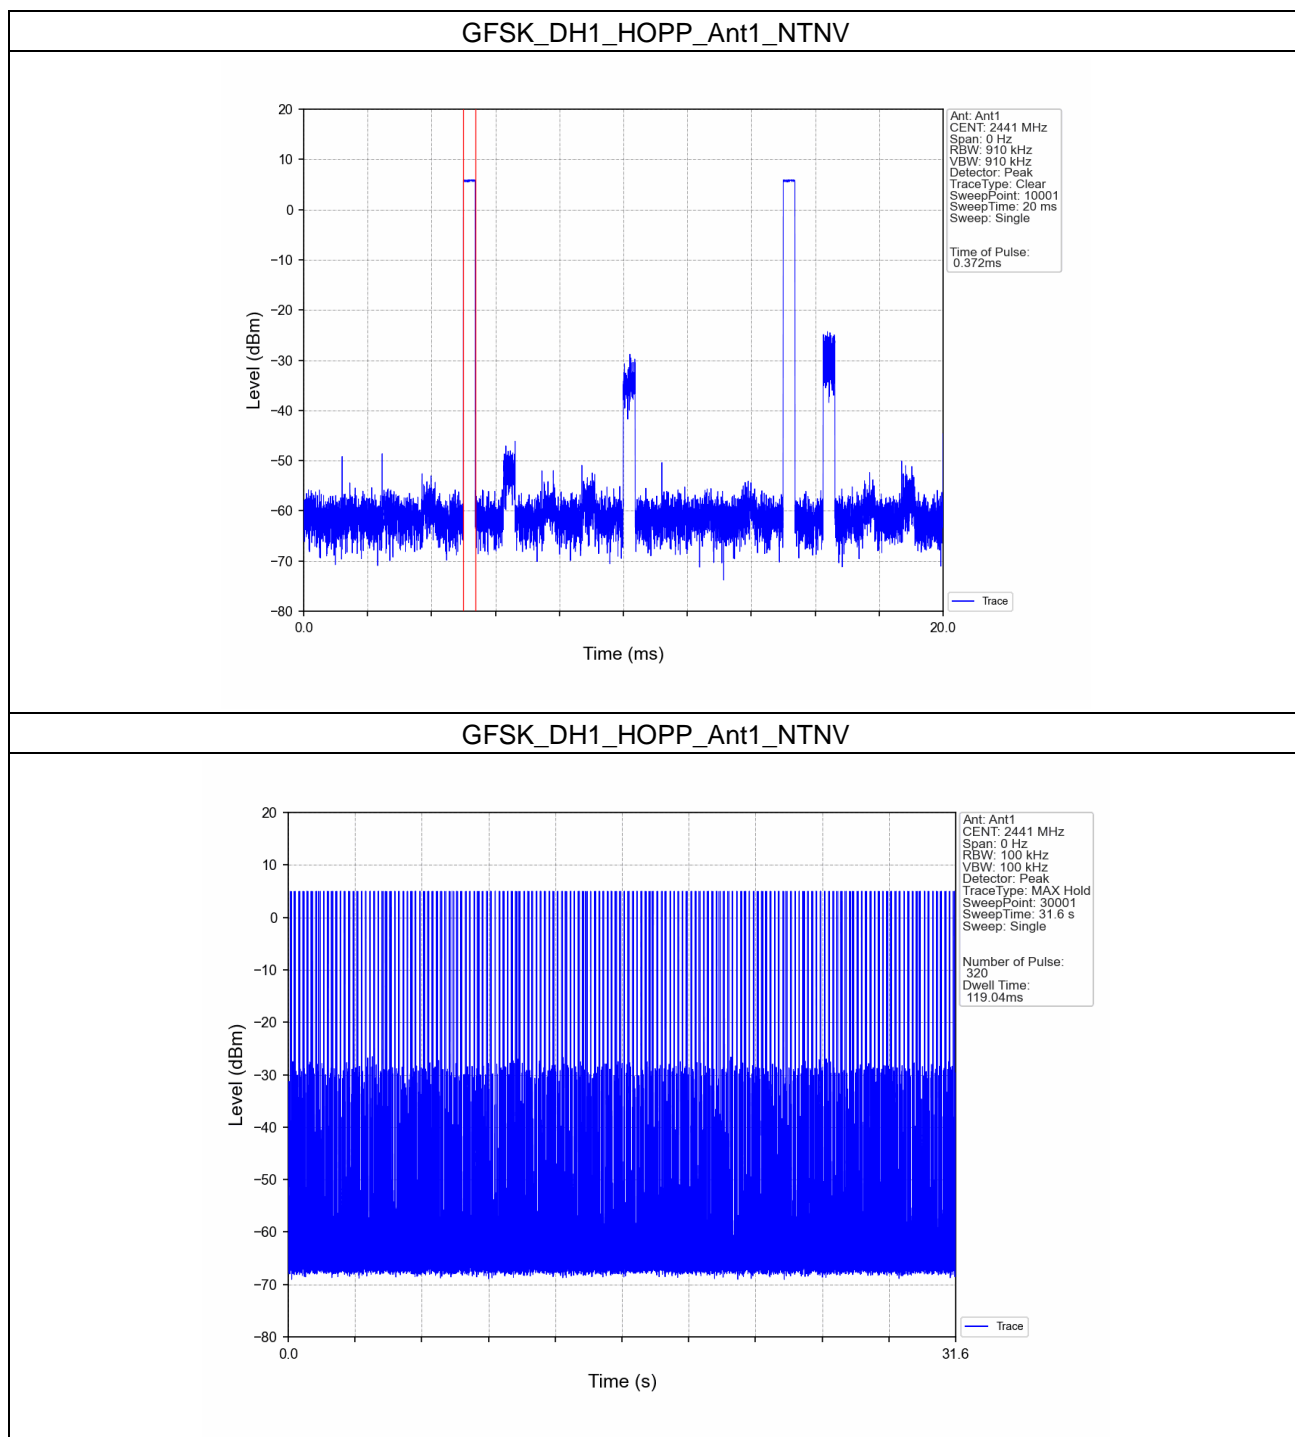 GFSK_DH1_HOPP_Ant1_NTNV
20
10
0
−10
−20
−30
−40
−50
−60
−70
−80
Level (dBm)
0.0
20.0
Time (ms)
Ant: Ant1
CENT: 2441 MHz
Span: 0 Hz
RBW: 910 kHz
VBW: 910 kHz
Detector: Peak
TraceType: Clear
SweepPoint: 10001
SweepTime: 20 ms
Sweep: Single
Time of Pulse:
0.372ms
Trace
GFSK_DH1_HOPP_Ant1_NTNV
20
10
0
−10
−20
−30
−40
−50
−60
−70
−80
Level (dBm)
0.0
31.6
Time (s)
Ant: Ant1
CENT: 2441 MHz
Span: 0 Hz
RBW: 100 kHz
VBW: 100 kHz
Detector: Peak
TraceType: MAX Hold
SweepPoint: 30001
SweepTime: 31.6 s
Sweep: Single
Number of Pulse:
320
Dwell Time:
119.04ms
Trace